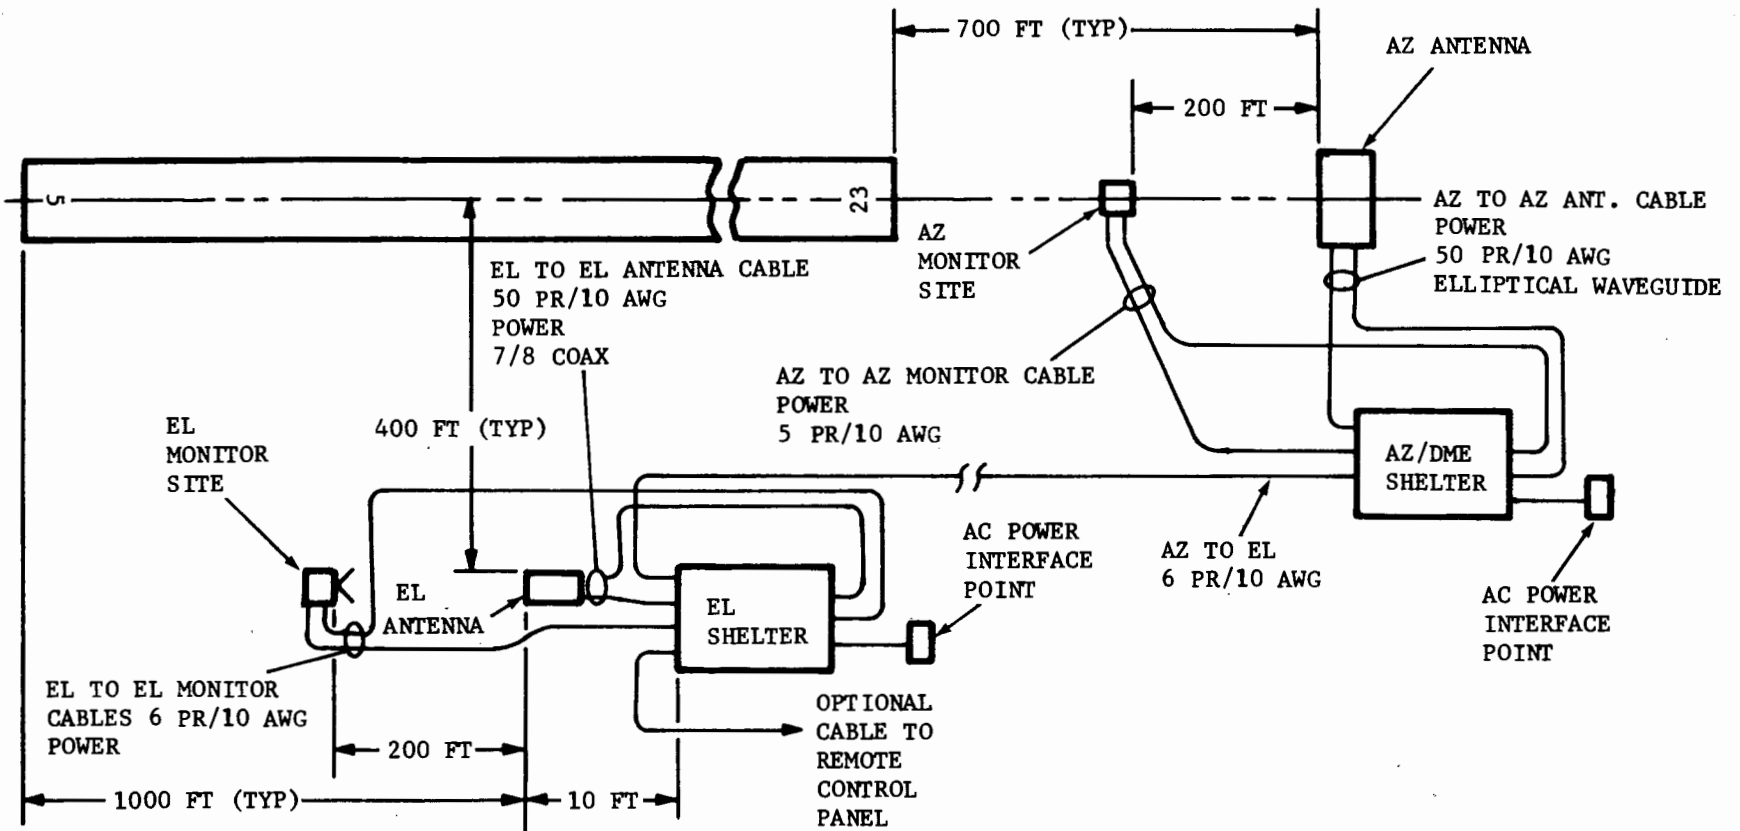 700 FT (TYP)
AZ ANTENNA
200 FT
5
23
AZ
MONITOR
SITE
AZ TO AZ ANT. CABLE
POWER
50 PR/10 AWG
ELLIPTICAL WAVEGUIDE
EL TO EL ANTENNA CABLE
50 PR/10 AWG
POWER
7/8 COAX
AZ TO AZ MONITOR CABLE
POWER
5 PR/10 AWG
400 FT (TYP)
EL
MONITOR
SITE
AZ/DME
SHELTER
AZ TO EL
6 PR/10 AWG
AC POWER
INTERFACE
POINT
AC POWER
INTERFACE
POINT
EL
ANTENNA
EL
SHELTER
EL TO EL MONITOR
CABLES 6 PR/10 AWG
POWER
OPTIONAL
CABLE TO
REMOTE
CONTROL
PANEL
200 FT
1000 FT (TYP)
10 FT